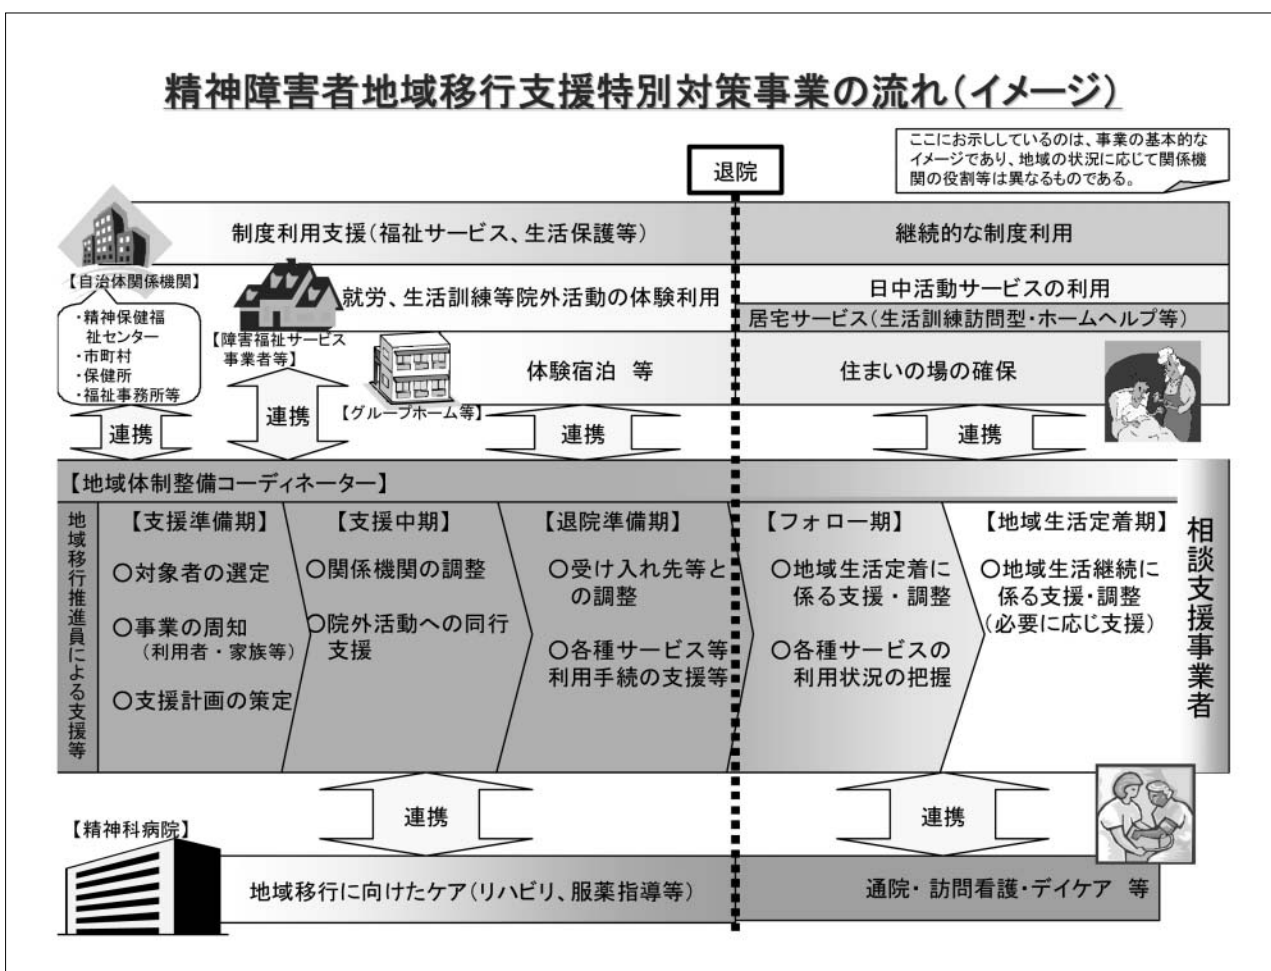 精神障害者地域移行支援特別対策事業の流れ(イメージ)
ここにお示ししているのは、事業の基本的な
イメージであり、地域の状況に応じて関係機
関の役割等は異なるものである。
退院
制度利用支援(福祉サービス、生活保護等)
継続的な制度利用
【自治体関係機関】
・精神保健福
祉センター
・市町村
・保健所
・福祉事務所等
就労、生活訓練等院外活動の体験利用
日中活動サービスの利用
居宅サービス(生活訓練訪問型・ホームヘルプ等)
【障害福祉サービス
事業者等】
体験宿泊 等
住まいの場の確保
【グループホーム等】
連携
連携
連携
連携
【地域体制整備コーディネーター】
地域移行推進員による支援等
【支援準備期】
○対象者の選定
○事業の周知
(利用者・家族等)
○支援計画の策定
【支援中期】
○関係機関の調整
○院外活動への同行
支援
【退院準備期】
○受け入れ先等と
の調整
○各種サービス等
利用手続の支援等
【フォロー期】
○地域生活定着に
係る支援・調整
○各種サービスの
利用状況の把握
【地域生活定着期】
○地域生活継続に
係る支援・調整
(必要に応じ支援)
相談支援事業者
連携
連携
【精神科病院】
地域移行に向けたケア(リハビリ、服薬指導等)
通院・訪問看護・デイケア 等